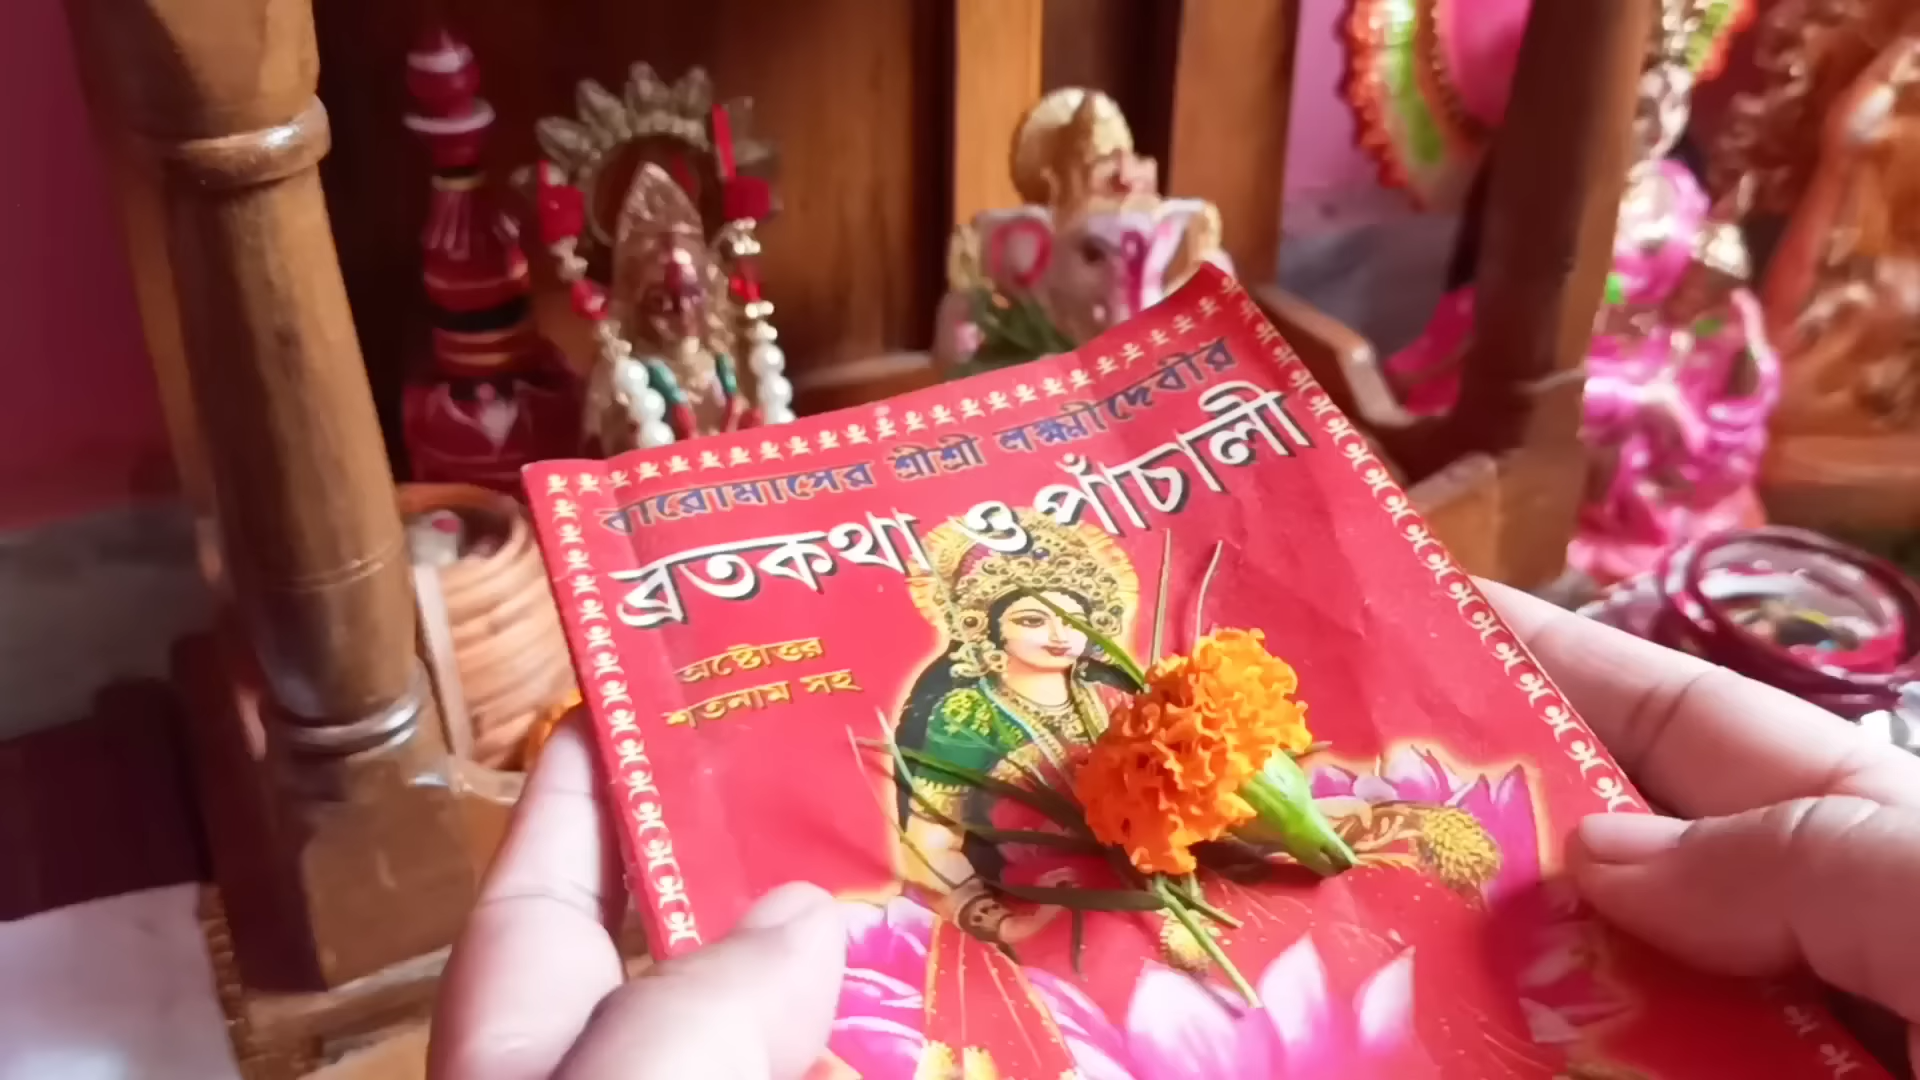 বারোমাসের শ্রীশ্রী লক্ষ্মীদেবীর
ব্রতকথা ও পাঁচালী
অষ্টোত্তর
শতনাম সহ